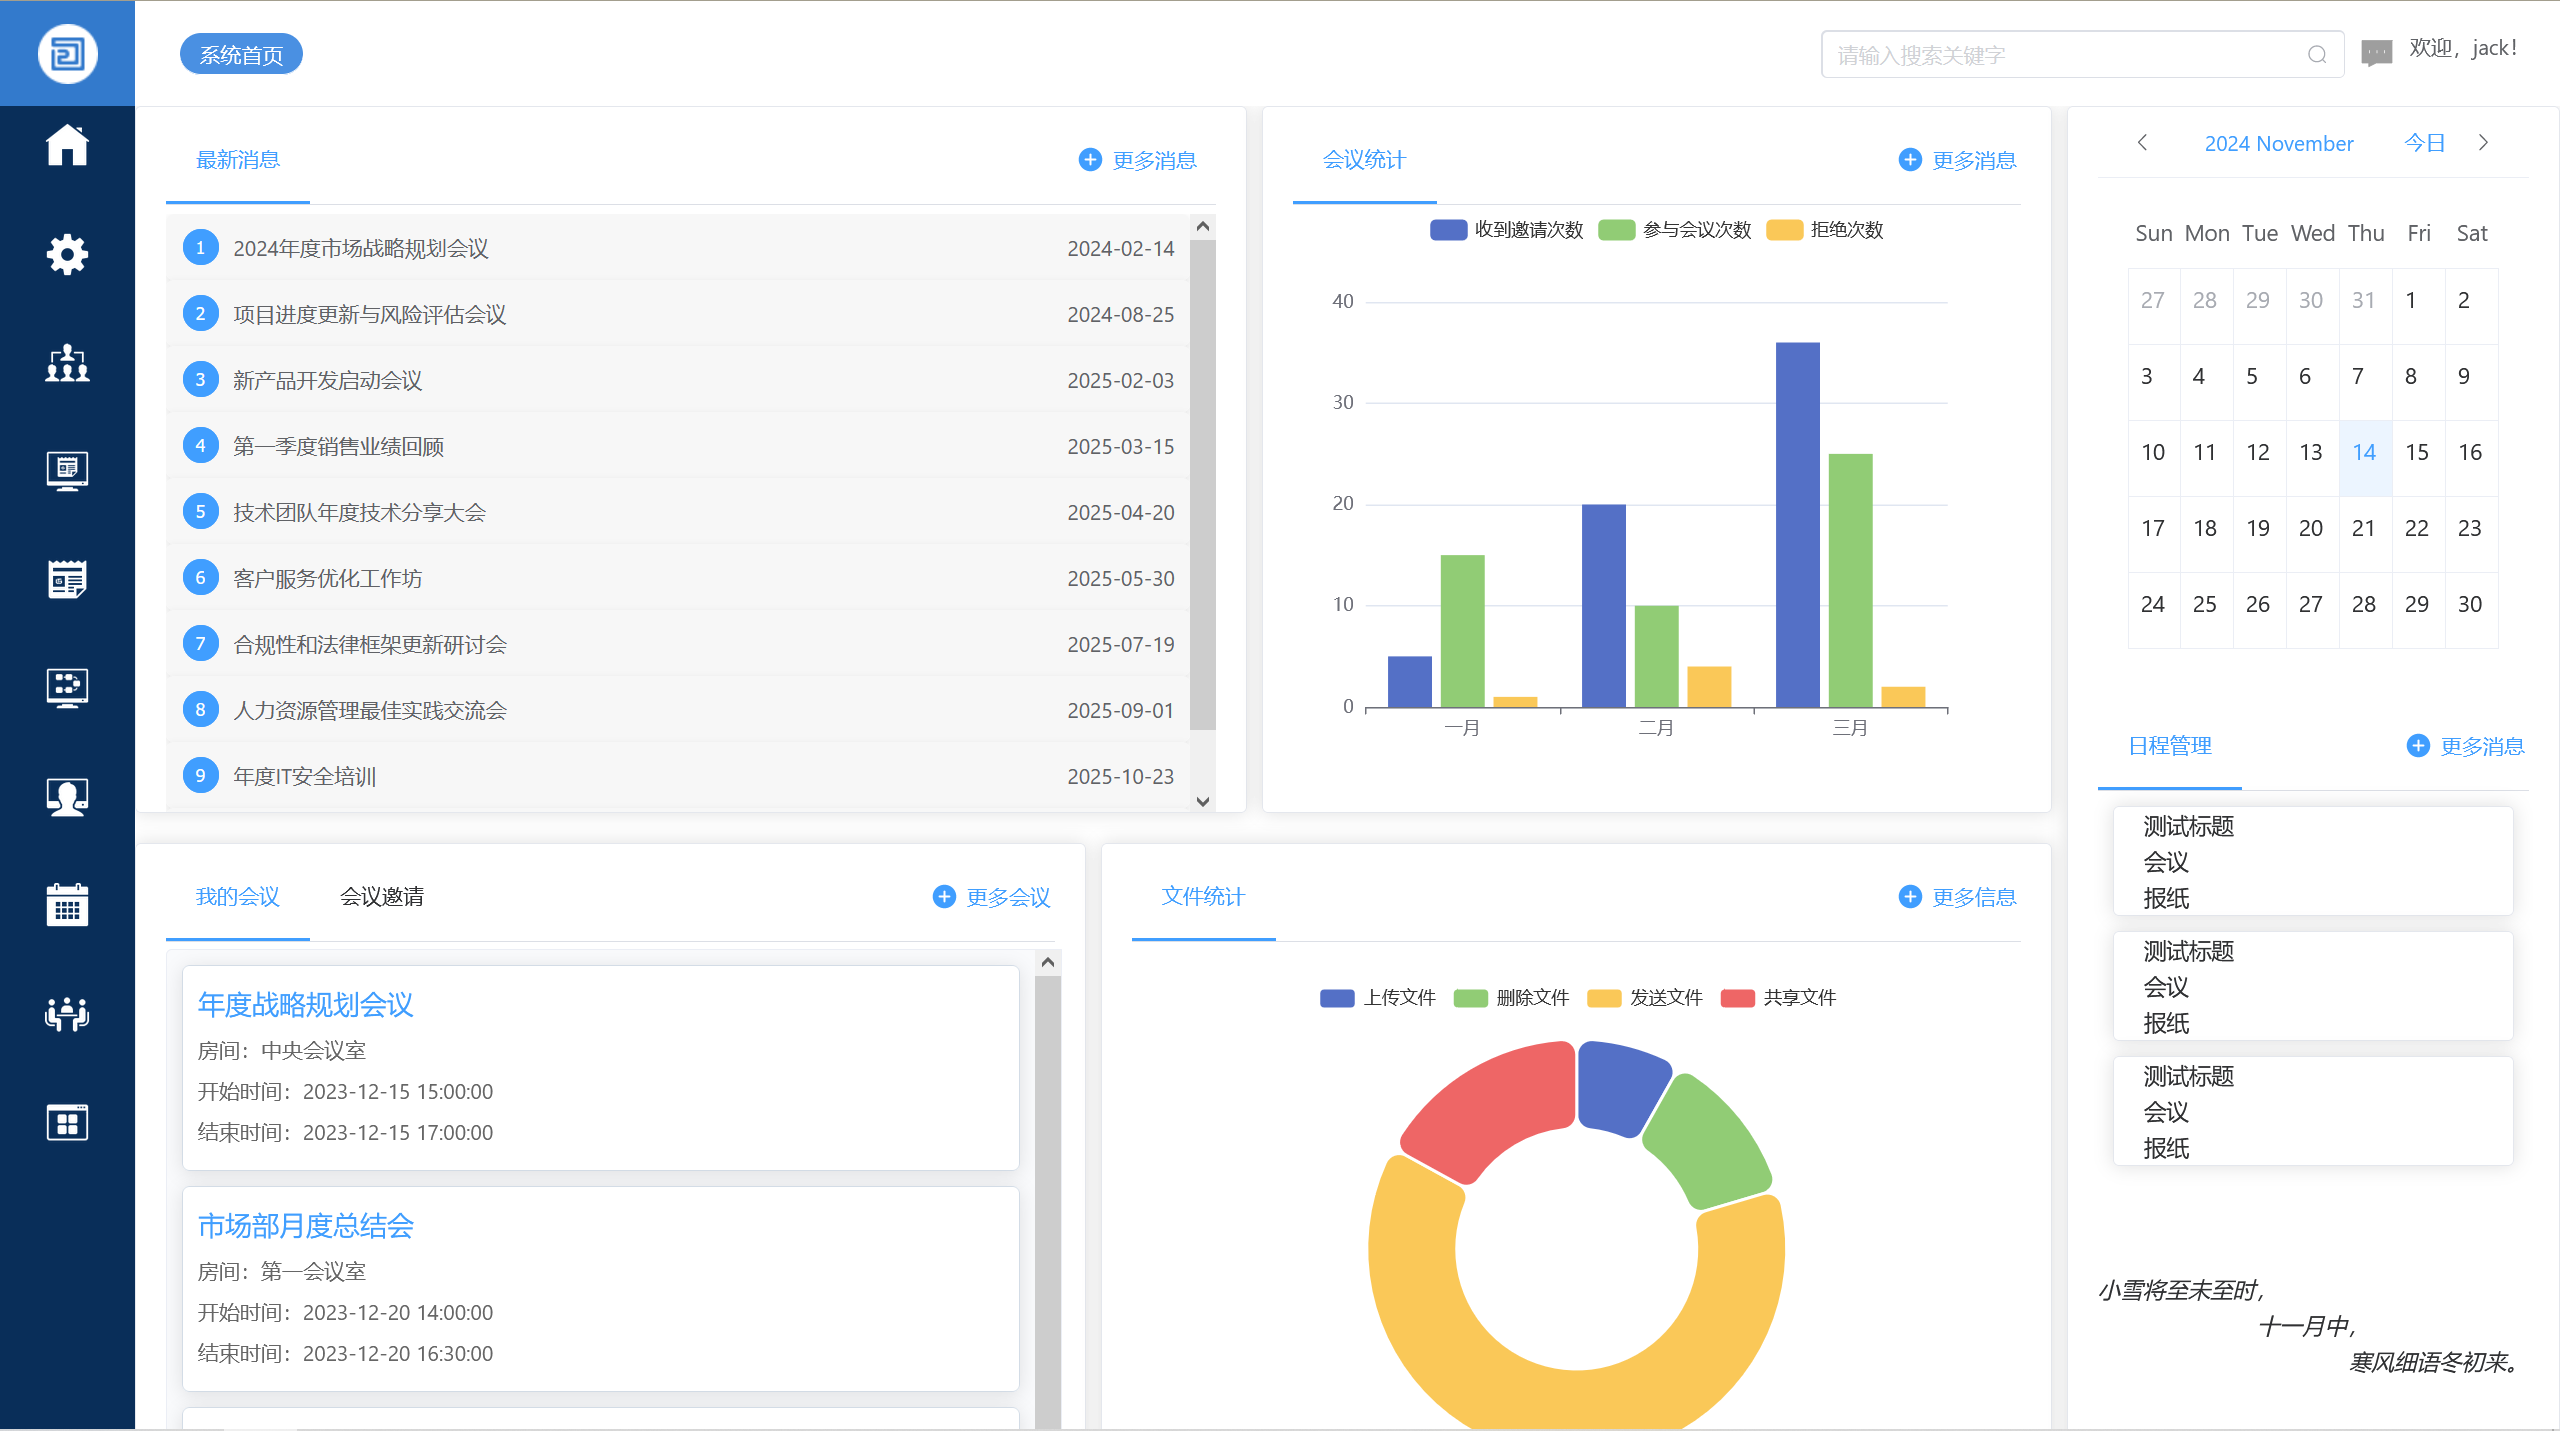 系统首页
请输入搜索关键字
欢迎，jack！
最新消息
更多消息
1 2024年度市场战略规划会议 2024-02-14
2 项目进度更新与风险评估会议 2024-08-25
3 新产品开发启动会议 2025-02-03
4 第一季度销售业绩回顾 2025-03-15
5 技术团队年度技术分享大会 2025-04-20
6 客户服务优化工作坊 2025-05-30
7 合规性和法律框架更新研讨会 2025-07-19
8 人力资源管理最佳实践交流会 2025-09-01
9 年度IT安全培训 2025-10-23
会议统计
更多消息
收到邀请次数 参与会议次数 拒绝次数
40
30
20
10
0
一月 二月 三月
2024 November 今日
Sun Mon Tue Wed Thu Fri Sat
27 28 29 30 31 1 2
3 4 5 6 7 8 9
10 11 12 13 14 15 16
17 18 19 20 21 22 23
24 25 26 27 28 29 30
日程管理
更多消息
测试标题
会议
报纸
测试标题
会议
报纸
测试标题
会议
报纸
小雪将至未至时，
十一月中，
寒风细语冬初来。
我的会议 会议邀请
更多会议
年度战略规划会议
房间：中央会议室
开始时间：2023-12-15 15:00:00
结束时间：2023-12-15 17:00:00
市场部月度总结会
房间：第一会议室
开始时间：2023-12-20 14:00:00
结束时间：2023-12-20 16:30:00
文件统计
更多信息
上传文件 删除文件 发送文件 共享文件